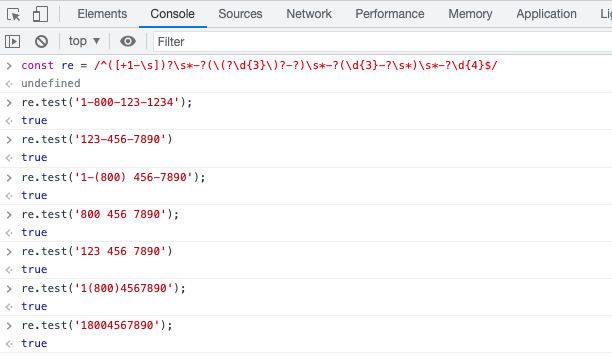 Elements Console Sources Network Performance Memory Application
top Filter
const re = /^([+1-\s])?\s*-?(\(?\d{3}\)?-?)\s*-?(\d{3}-?\s*)\s*-?\d{4}$/
undefined
re.test('1-800-123-1234');
true
re.test('123-456-7890')
true
re.test('1-(800) 456-7890');
true
re.test('800 456 7890');
true
re.test('123 456 7890')
true
re.test('1(800)4567890');
true
re.test('18004567890');
true